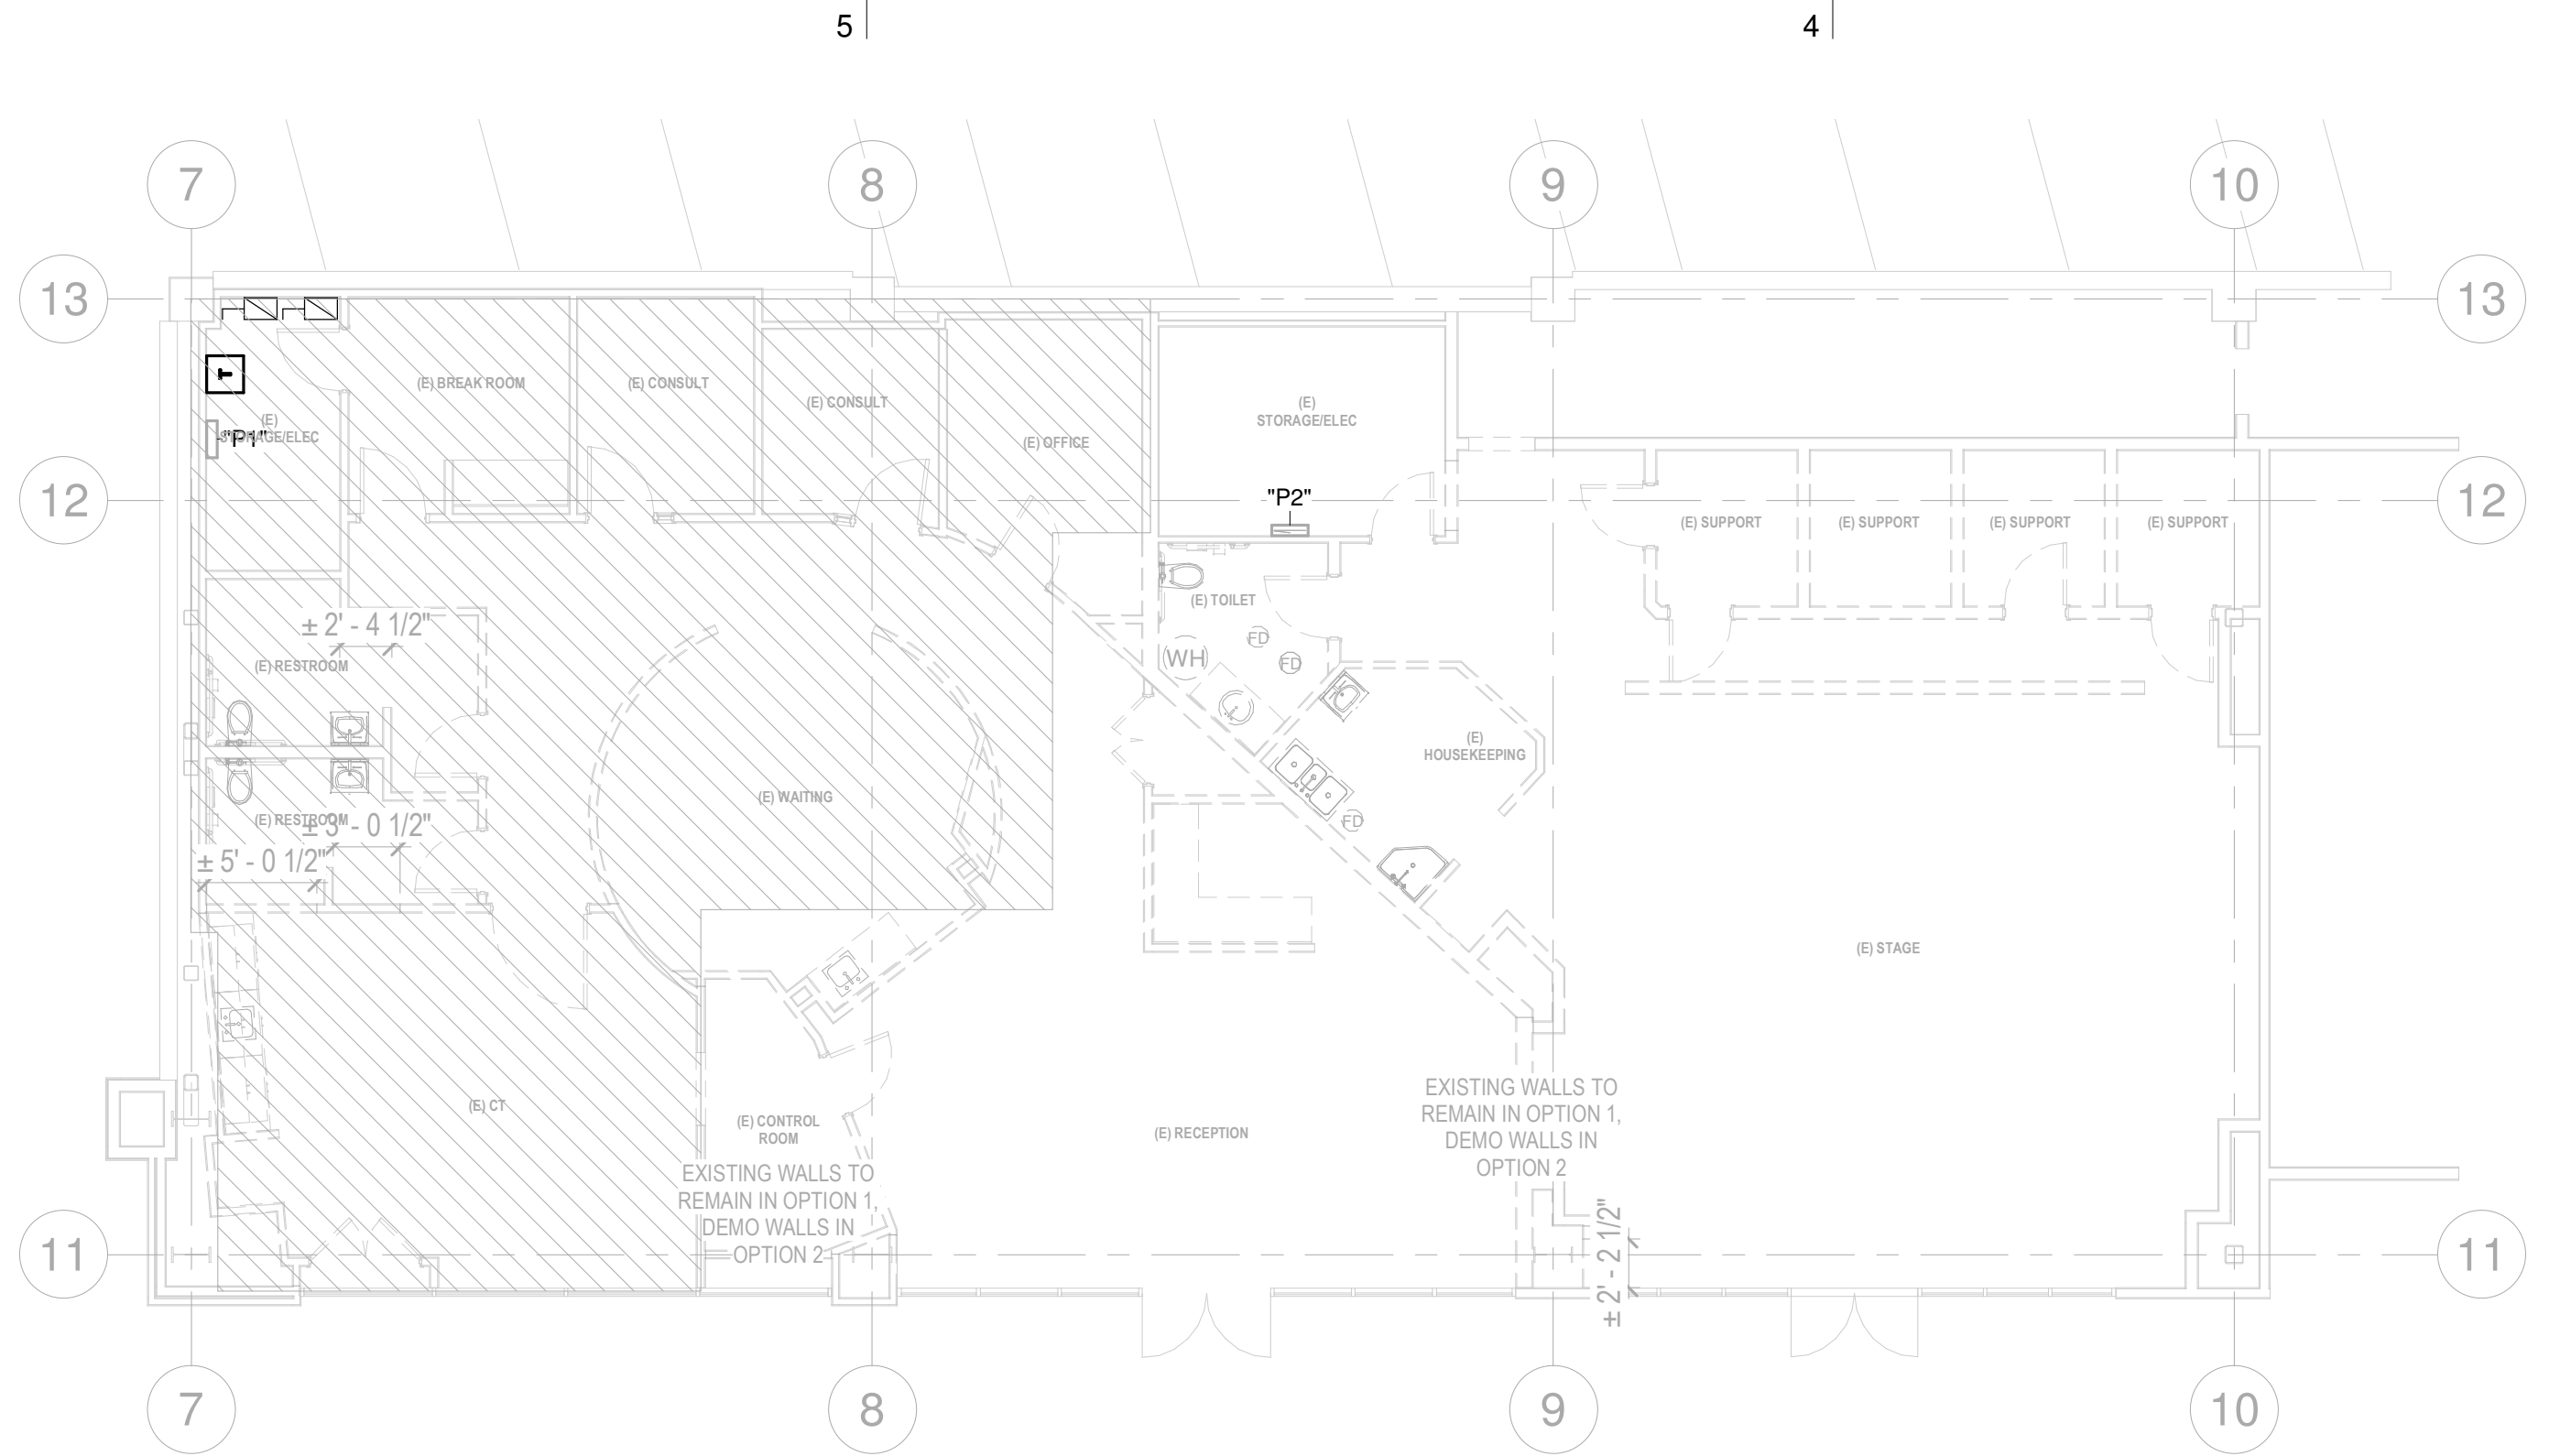 5
4
7
8
9
10
13
13
(E) BREAK ROOM
(E) CONSULT
(E) CONSULT
(E) OFFICE
(E)
STORAGE/ELEC
T
(E)
STORAGE/ELEC
"P1"
12
"P2"
12
(E) SUPPORT
(E) SUPPORT
(E) SUPPORT
(E) SUPPORT
(E) TOILET
± 2' - 4 1/2"
FD
WH
FD
(E) RESTROOM
(E)
HOUSEKEEPING
(E) WAITING
(E) RESTROOM
± 3' - 0 1/2"
FD
± 5' - 0 1/2"
(E) STAGE
(E) CT
(E) CONTROL
ROOM
(E) RECEPTION
EXISTING WALLS TO
REMAIN IN OPTION 1,
DEMO WALLS IN
OPTION 2
EXISTING WALLS TO
REMAIN IN OPTION 1,
DEMO WALLS IN
OPTION 2
± 2' - 2 1/2"
11
11
7
8
9
10